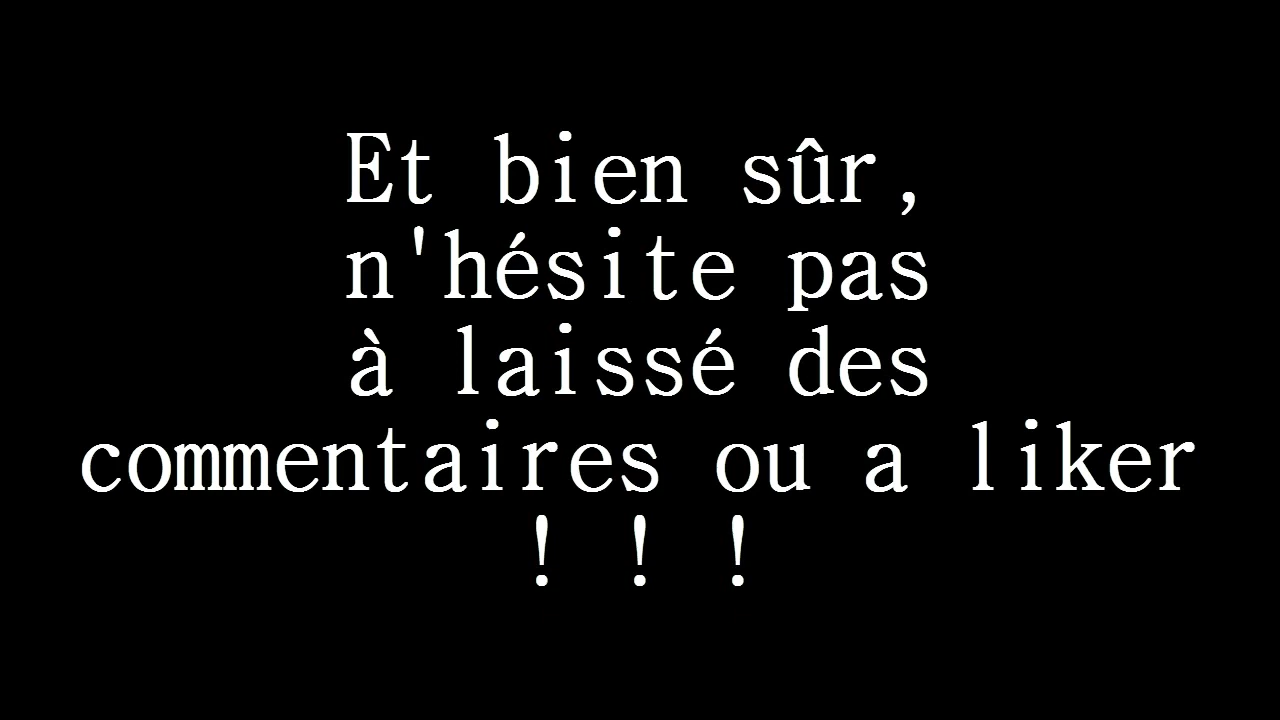 Et bien sûr,
n'hésite pas
à laissé des
commentaires ou a liker
! ! !